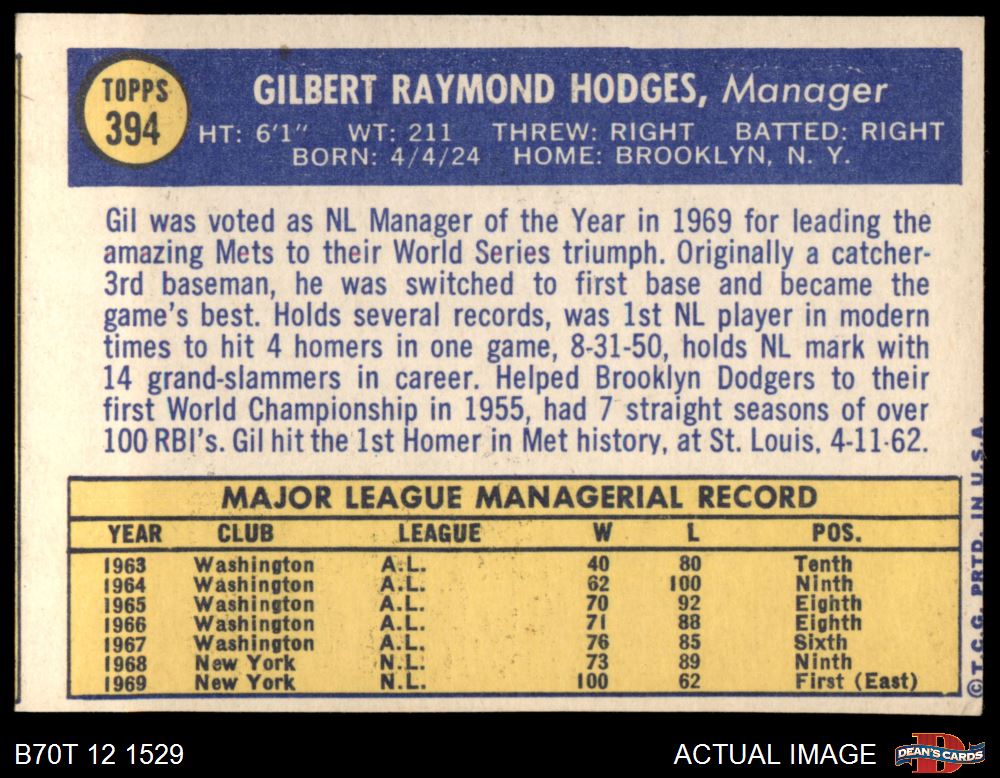 TOPPS
394
GILBERT RAYMOND HODGES, Manager
HT: 6'1" WT: 211 THREW: RIGHT BATTED: RIGHT
BORN: 4/4/24 HOME: BROOKLYN, N. Y.
Gil was voted as NL Manager of the Year in 1969 for leading the
amazing Mets to their World Series triumph. Originally a catcher-
3rd baseman, he was switched to first base and became the
game's best. Holds several records, was 1st NL player in modern
times to hit 4 homers in one game, 8-31-50, holds NL mark with
14 grand-slammers in career. Helped Brooklyn Dodgers to their
first World Championship in 1955, had 7 straight seasons of over
100 RBI's. Gil hit the 1st Homer in Met history, at St. Louis, 4-11-62.
MAJOR LEAGUE MANAGERIAL RECORD
YEAR CLUB LEAGUE W L POS.
1963 Washington A.L. 40 80 Tenth
1964 Washington A.L. 62 100 Ninth
1965 Washington A.L. 70 92 Eighth
1966 Washington A.L. 71 88 Eighth
1967 Washington A.L. 76 85 Sixth
1968 New York N.L. 73 89 Ninth
1969 New York N.L. 100 62 First (East)
© T.C.G. PRTD. IN U.S.A.
B70T 12 1529
ACTUAL IMAGE
DEAN'S CARDS